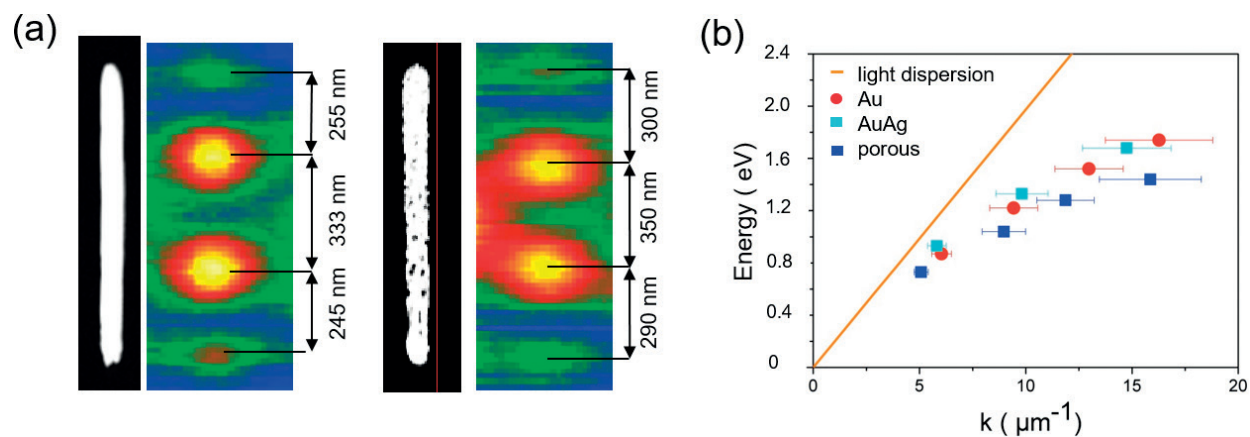 (a)
255 nm
333 nm
245 nm
300 nm
350 nm
290 nm
(b)
2.4
2.0
1.6
1.2
0.8
0.4
0
Energy ( eV)
light dispersion
Au
AuAg
porous
0 5 10 15 20
k ( μm⁻¹)